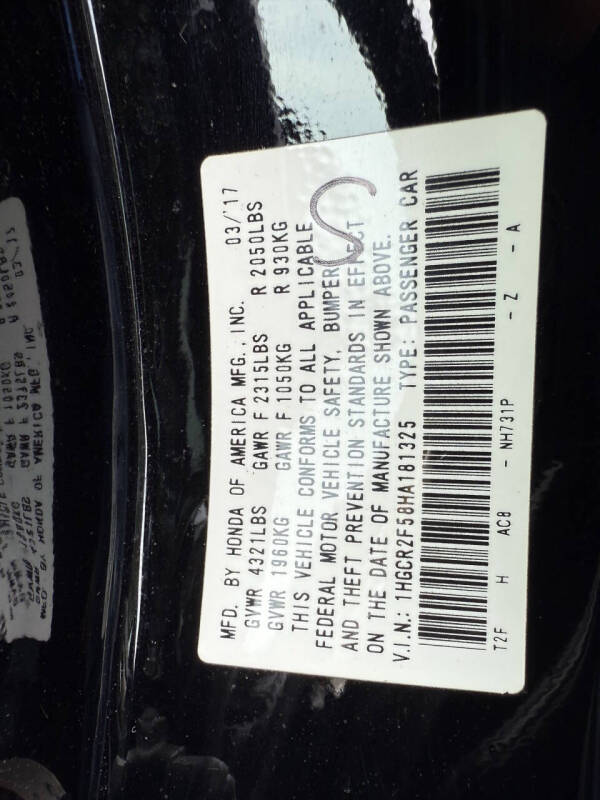 MFD. BY HONDA OF AMERICA MFG., INC. 03/'17
GVWR 4321LBS GAWR F 2315LBS R 2050LBS
GVWR 1960KG GAWR F 1050KG R 930KG
THIS VEHICLE CONFORMS TO ALL APPLICABLE
FEDERAL MOTOR VEHICLE SAFETY, BUMPER
AND THEFT PREVENTION STANDARDS IN EFFECT
ON THE DATE OF MANUFACTURE SHOWN ABOVE.
V.I.N.: 1HGCR2F58HA181325 TYPE: PASSENGER CAR
T2F H AC8 - NH731P - Z - A